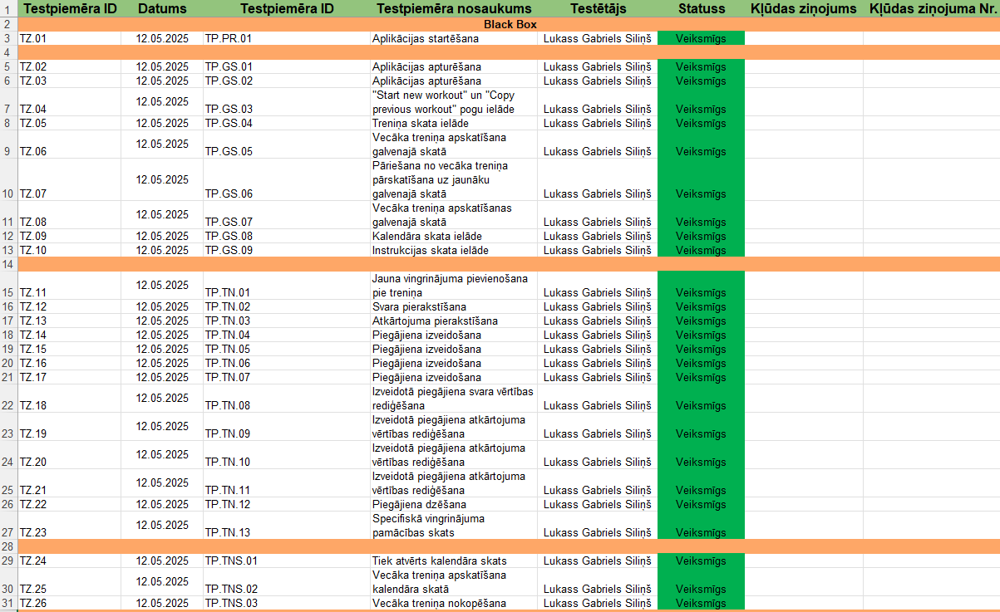 1 Testpiemēra ID Datums Testpiemēra ID Testpiemēra nosaukums Testētājs Statuss Kļūdas ziņojums Kļūdas ziņojuma Nr.
2 Black Box
3 TZ.01 12.05.2025 TP.PR.01 Aplikācijas startēšana Lukass Gabriels Siliņš Veiksmīgs
4
5 TZ.02 12.05.2025 TP.GS.01 Aplikācijas apturēšana Lukass Gabriels Siliņš Veiksmīgs
6 TZ.03 12.05.2025 TP.GS.02 Aplikācijas apturēšana Lukass Gabriels Siliņš Veiksmīgs
"Start new workout" un "Copy
7 TZ.04 12.05.2025 TP.GS.03 previous workout" pogu ielāde Lukass Gabriels Siliņš Veiksmīgs
8 TZ.05 12.05.2025 TP.GS.04 Treniņa skata ielāde Lukass Gabriels Siliņš Veiksmīgs
Vecāka treniņa apskatīšana
9 TZ.06 12.05.2025 TP.GS.05 galvenajā skatā Lukass Gabriels Siliņš Veiksmīgs
Pāriešana no vecāka treniņa
pārskatīšana uz jaunāku
10 TZ.07 12.05.2025 TP.GS.06 galvenajā skatā Lukass Gabriels Siliņš Veiksmīgs
Vecāka treniņa apskatīšanas
11 TZ.08 12.05.2025 TP.GS.07 galvenajā skatā Lukass Gabriels Siliņš Veiksmīgs
12 TZ.09 12.05.2025 TP.GS.08 Kalendāra skata ielāde Lukass Gabriels Siliņš Veiksmīgs
13 TZ.10 12.05.2025 TP.GS.09 Instrukcijas skata ielāde Lukass Gabriels Siliņš Veiksmīgs
14
Jauna vingrinājuma pievienošana
15 TZ.11 12.05.2025 TP.TN.01 pie treniņa Lukass Gabriels Siliņš Veiksmīgs
16 TZ.12 12.05.2025 TP.TN.02 Svara pierakstīšana Lukass Gabriels Siliņš Veiksmīgs
17 TZ.13 12.05.2025 TP.TN.03 Atkārtojuma pierakstīšana Lukass Gabriels Siliņš Veiksmīgs
18 TZ.14 12.05.2025 TP.TN.04 Piegājiena izveidošana Lukass Gabriels Siliņš Veiksmīgs
19 TZ.15 12.05.2025 TP.TN.05 Piegājiena izveidošana Lukass Gabriels Siliņš Veiksmīgs
20 TZ.16 12.05.2025 TP.TN.06 Piegājiena izveidošana Lukass Gabriels Siliņš Veiksmīgs
21 TZ.17 12.05.2025 TP.TN.07 Piegājiena izveidošana Lukass Gabriels Siliņš Veiksmīgs
Izveidotā piegājiena svara vērtības
22 TZ.18 12.05.2025 TP.TN.08 rediģēšana Lukass Gabriels Siliņš Veiksmīgs
Izveidotā piegājiena atkārtojuma
23 TZ.19 12.05.2025 TP.TN.09 vērtības rediģēšana Lukass Gabriels Siliņš Veiksmīgs
Izveidotā piegājiena atkārtojuma
24 TZ.20 12.05.2025 TP.TN.10 vērtības rediģēšana Lukass Gabriels Siliņš Veiksmīgs
Izveidotā piegājiena atkārtojuma
25 TZ.21 12.05.2025 TP.TN.11 vērtības rediģēšana Lukass Gabriels Siliņš Veiksmīgs
26 TZ.22 12.05.2025 TP.TN.12 Piegājiena dzēšana Lukass Gabriels Siliņš Veiksmīgs
Specifiskā vingrinājuma
27 TZ.23 12.05.2025 TP.TN.13 pamācības skats Lukass Gabriels Siliņš Veiksmīgs
28
29 TZ.24 12.05.2025 TP.TNS.01 Tiek atvērts kalendāra skats Lukass Gabriels Siliņš Veiksmīgs
Vecāka treniņa apskatīšana
30 TZ.25 12.05.2025 TP.TNS.02 kalendāra skatā Lukass Gabriels Siliņš Veiksmīgs
31 TZ.26 12.05.2025 TP.TNS.03 Vecāka treniņa nokopēšana Lukass Gabriels Siliņš Veiksmīgs